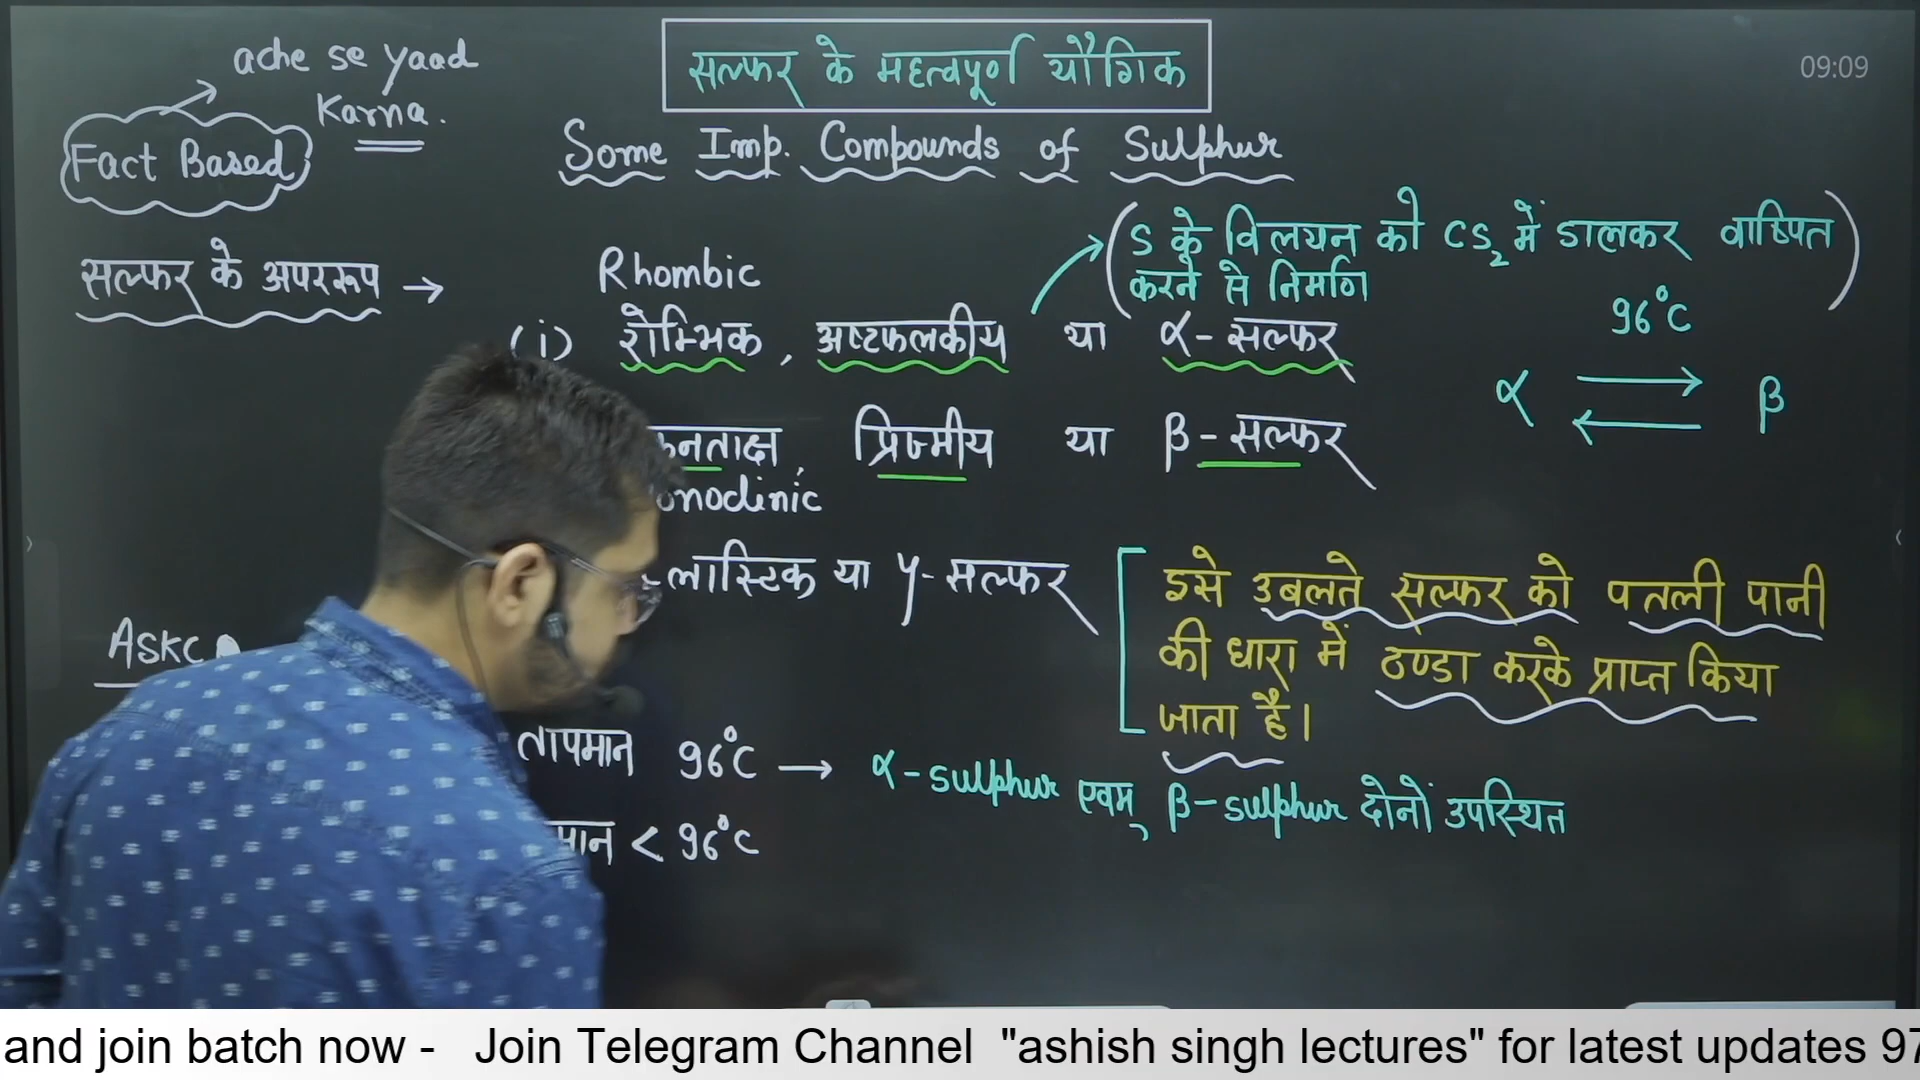 ache se yaad
Karna.
Fact Based
सल्फर के महत्वपूर्ण यौगिक
09:09
Some Imp. Compounds of Sulphur
(S के विलयन को CS₂ में डालकर वाष्पित
करने से निर्माण)
सल्फर के अपररूप →
Rhombic
(i) रोम्भिक, अष्टफलकीय या α-सल्फर
96°C
α ⇌ β
नताक्ष, प्रिज्मीय या β-सल्फर
onoclinic
लास्टिक या γ-सल्फर
[इसे उबलते सल्फर को पतली पानी
की धारा में ठण्डा करके प्राप्त किया
जाता है।
तापमान 96°C → α-sulphur एवम् β-sulphur दोनों उपस्थित
मान < 96°C
and join batch now - Join Telegram Channel "ashish singh lectures" for latest updates 97